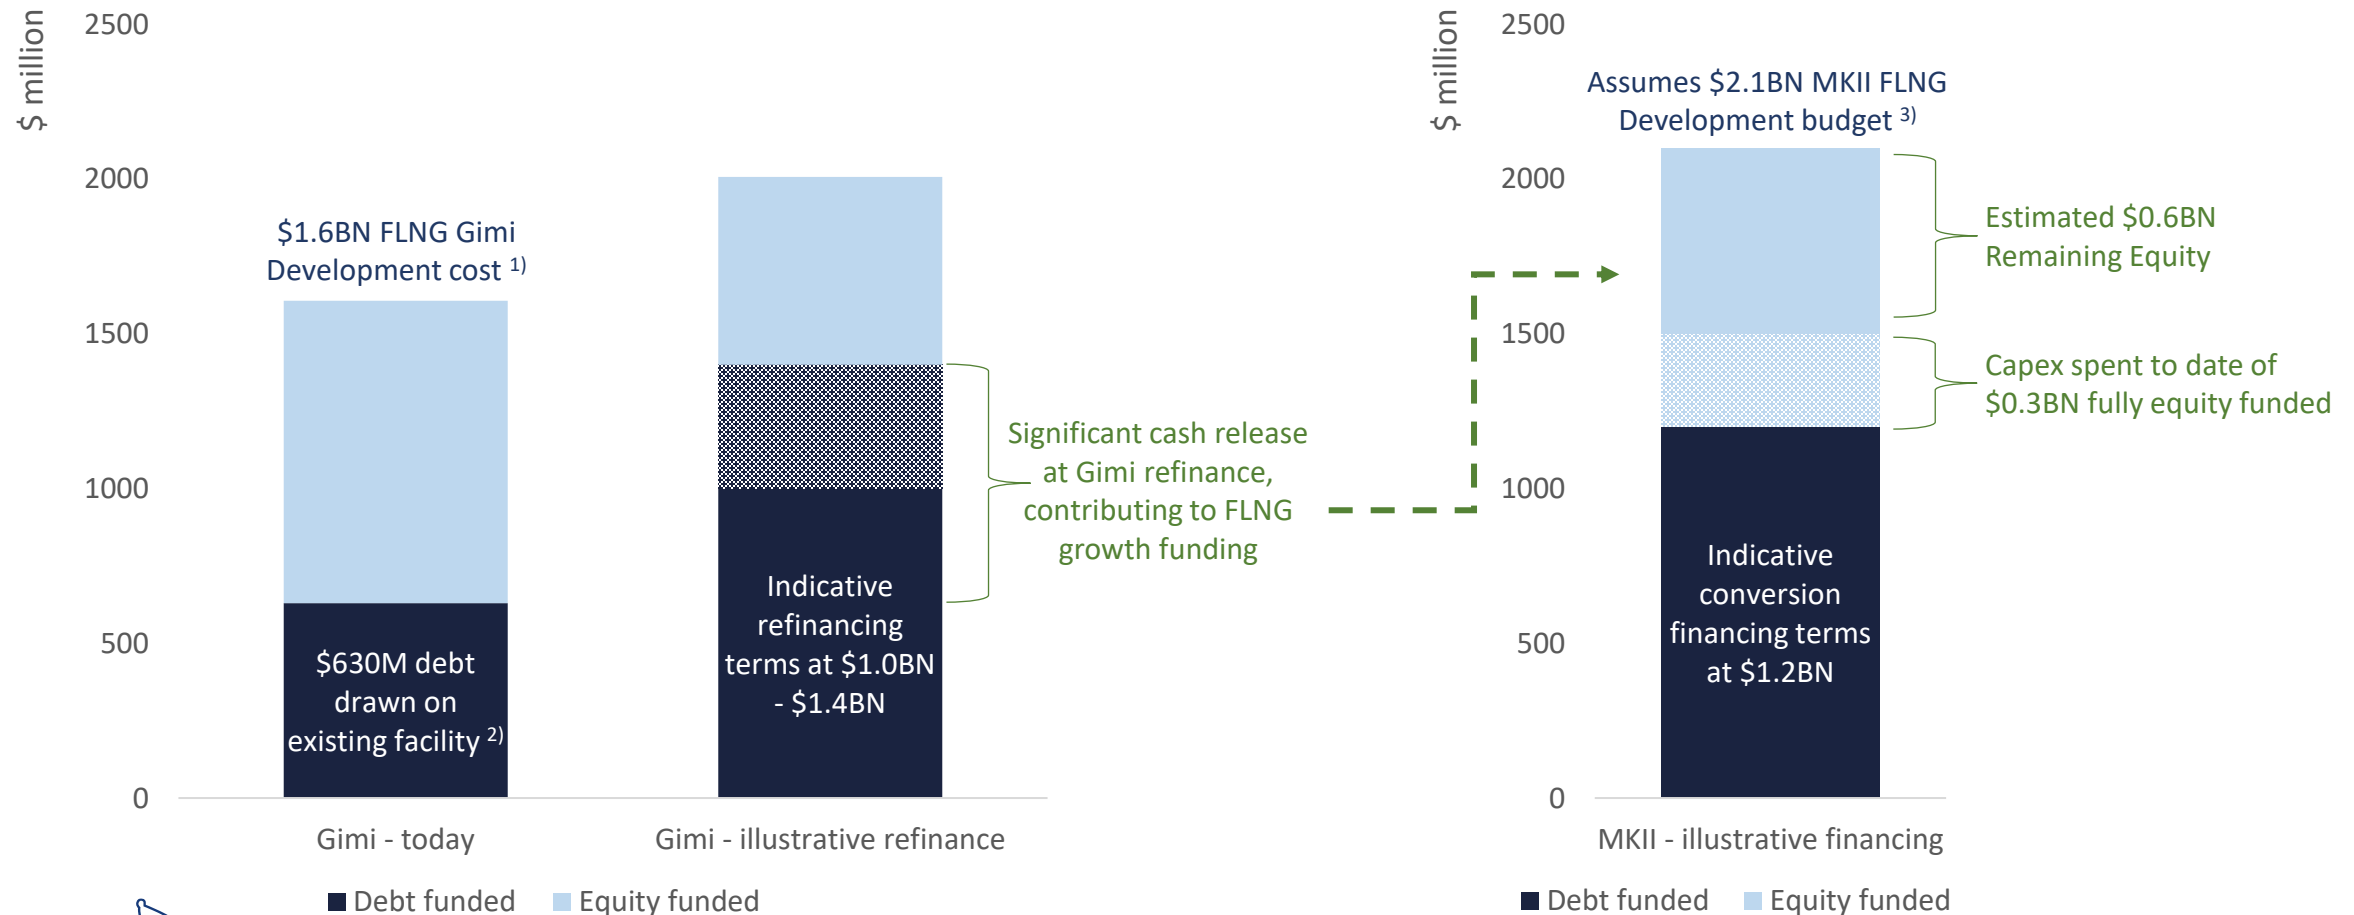 $ million
2500
2000
1500
1000
500
0
$1.6BN FLNG Gimi
Development cost 1)
$630M debt
drawn on
existing facility 2)
Indicative
refinancing
terms at $1.0BN
- $1.4BN
Significant cash release
at Gimi refinance,
contributing to FLNG
growth funding
Gimi - today
Gimi - illustrative refinance
Debt funded
Equity funded
$ million
2500
2000
1500
1000
500
0
Assumes $2.1BN MKII FLNG
Development budget 3)
Estimated $0.6BN
Remaining Equity
Capex spent to date of
$0.3BN fully equity funded
Indicative
conversion
financing terms
at $1.2BN
MKII - illustrative financing
Debt funded
Equity funded